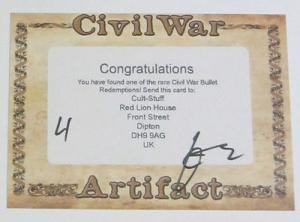 Civil War
Congratulations
You have found one of the rare Civil War Bullet
Redemptions! Send this card to:
Cult-Stuff
Red Lion House
Front Street
Dipton
DH9 9AG
UK
4
Artifact